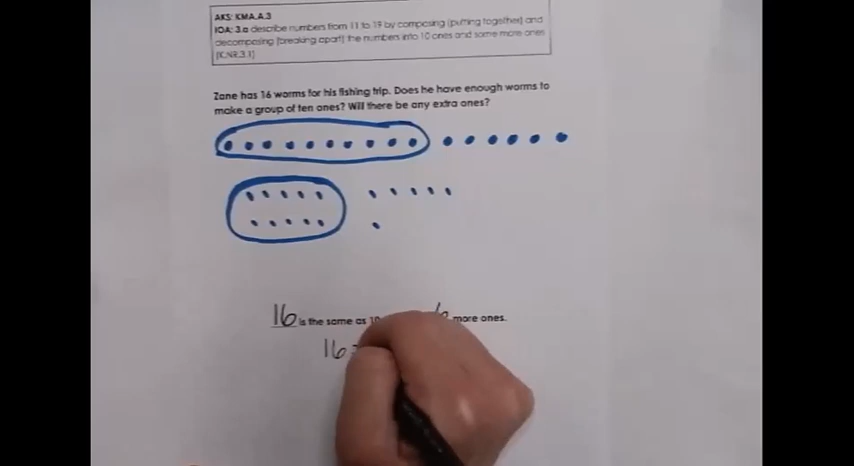 AKS: KMA.A.3
IOA: 3.a describe numbers from 11 to 19 by composing (putting together) and
decomposing (breaking apart) the numbers into 10 ones and some more ones
(K.NR.3.1)
Zane has 16 worms for his fishing trip. Does he have enough worms to
make a group of ten ones? Will there be any extra ones?
16 is the same as 10 more ones.
16 =